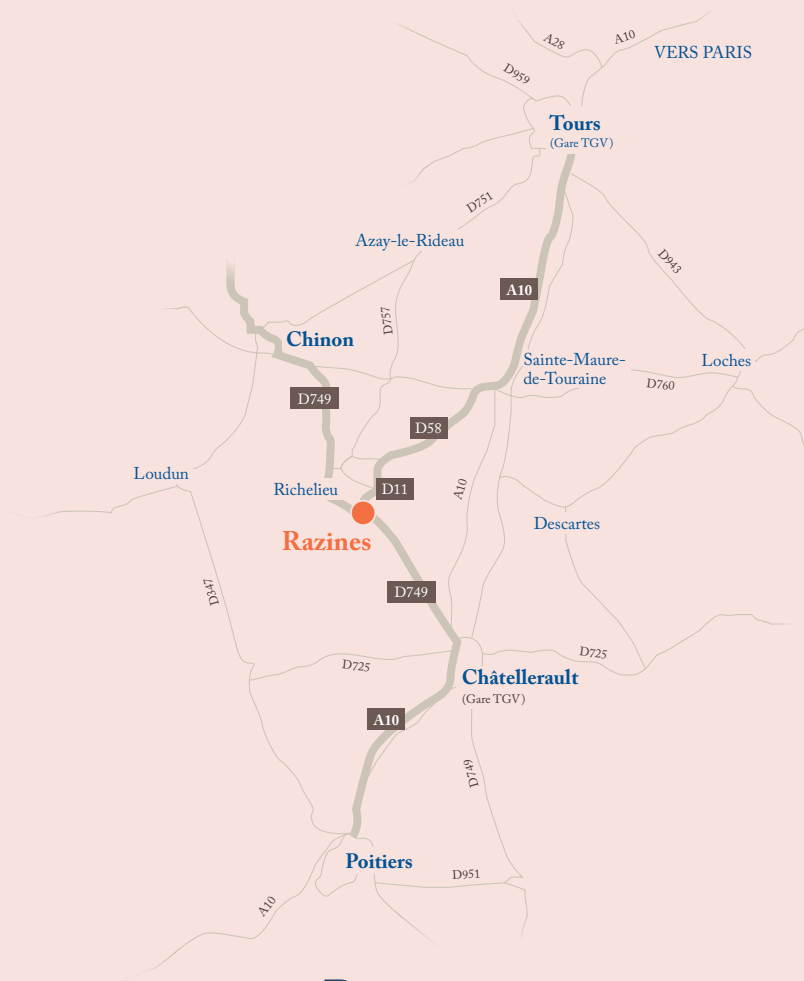 A28
A10
VERS PARIS
D959
Tours
(Gare TGV)
D751
Azay-le-Rideau
D943
A10
D757
Chinon
Sainte-Maure-
de-Touraine
Loches
D760
D749
D58
Loudun
Richelieu
D11
A10
Descartes
Razines
D347
D749
D725
D725
Châtellerault
(Gare TGV)
A10
D749
Poitiers
D951
A10